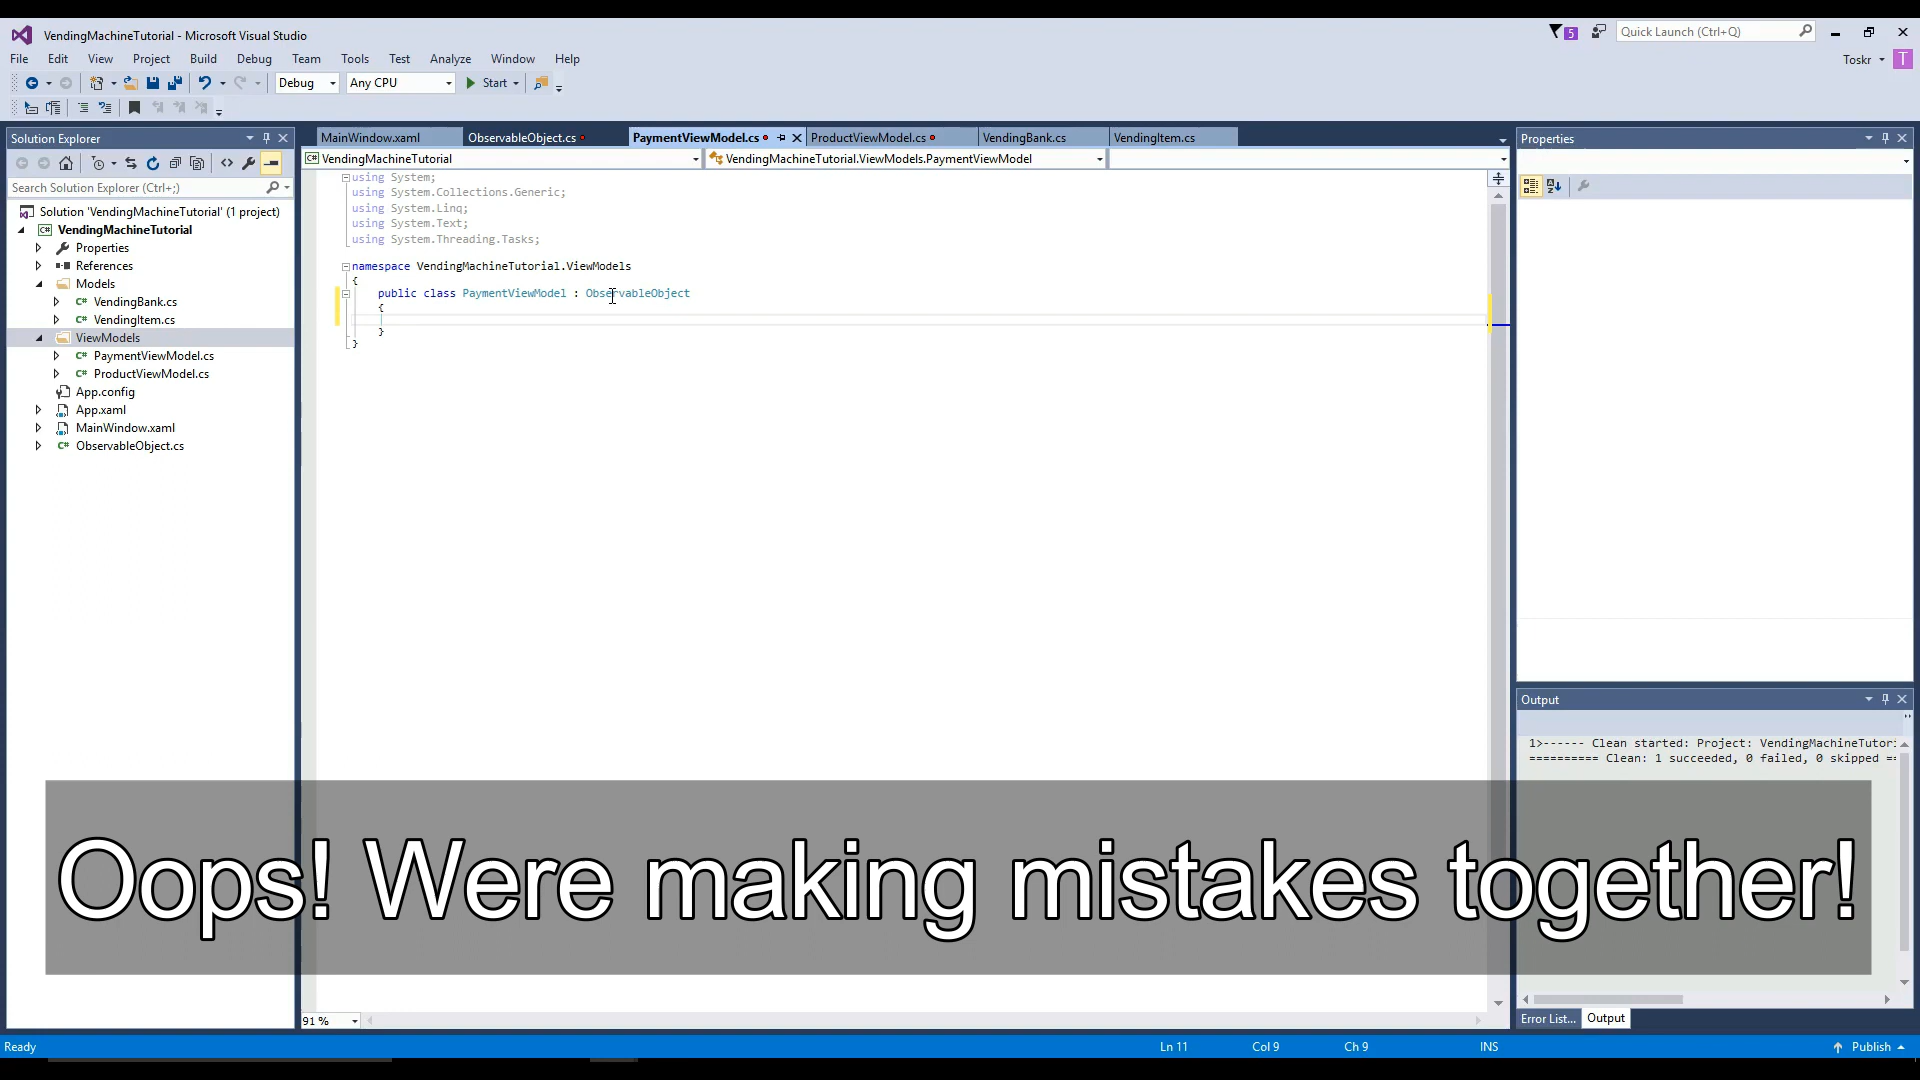 VendingMachineTutorial - Microsoft Visual Studio
5
Quick Launch (Ctrl+Q)
File Edit View Project Build Debug Team Tools Test Analyze Window Help
Toskr T
Debug Any CPU Start
Solution Explorer
MainWindow.xaml ObservableObject.cs PaymentViewModel.cs ProductViewModel.cs VendingBank.cs VendingItem.cs
Properties
VendingMachineTutorial VendingMachineTutorial.ViewModels.PaymentViewModel
Search Solution Explorer (Ctrl+;)
Solution 'VendingMachineTutorial' (1 project)
VendingMachineTutorial
Properties
References
Models
VendingBank.cs
VendingItem.cs
ViewModels
PaymentViewModel.cs
ProductViewModel.cs
App.config
App.xaml
MainWindow.xaml
ObservableObject.cs
using System;
using System.Collections.Generic;
using System.Linq;
using System.Text;
using System.Threading.Tasks;
namespace VendingMachineTutorial.ViewModels
{
public class PaymentViewModel : ObservableObject
{
}
}
Output
1>------ Clean started: Project: VendingMachineTutori
========== Clean: 1 succeeded, 0 failed, 0 skipped ==
Oops! Were making mistakes together!
91 %
Error List... Output
Ready Ln 11 Col 9 Ch 9 INS Publish